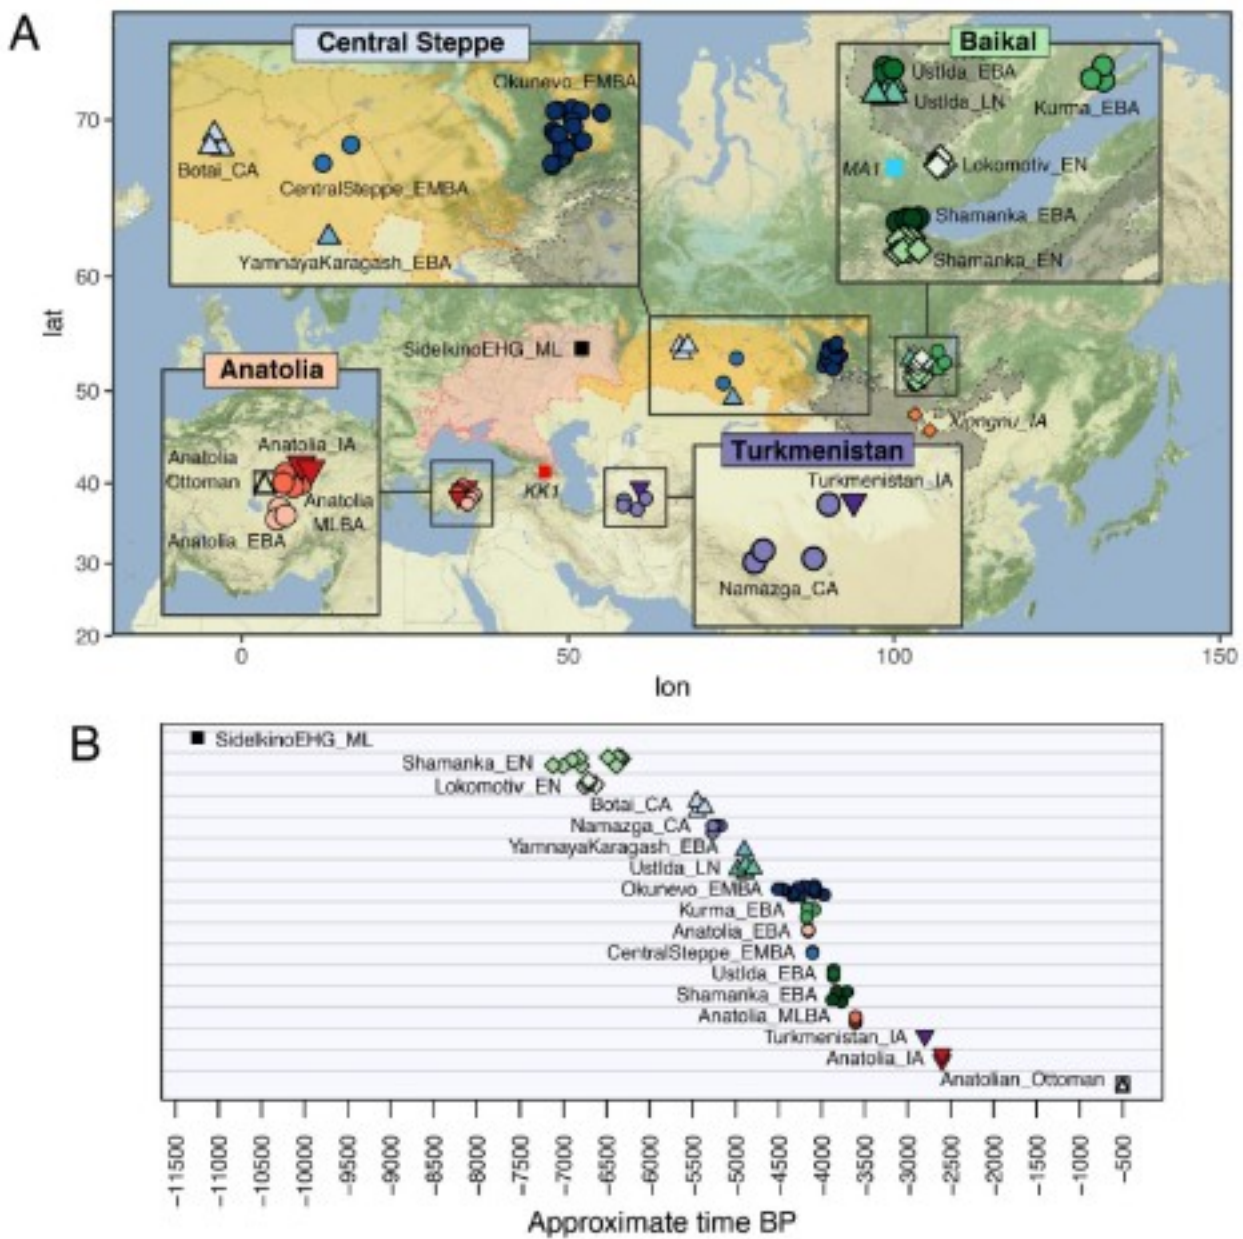 A
Central Steppe
Okunevo_EMBA
Botai_CA
CentralSteppe_EMBA
YamnayaKaragash_EBA
Baikal
UstIda_EBA
UstIda_LN
Kurma_EBA
MA1
Lokomotiv_EN
Shamanka_EBA
Shamanka_EN
SidelkinoEHG_ML
Anatolia
Anatolia_IA
Anatolia
Ottoman
Anatolia
MLBA
Anatolia_EBA
KK1
Xiongnu_IA
Turkmenistan
Turkmenistan_IA
Namazga_CA
lat
70
60
50
40
30
20
0
50
100
150
lon
B
SidelkinoEHG_ML
Shamanka_EN
Lokomotiv_EN
Botai_CA
Namazga_CA
YamnayaKaragash_EBA
UstIda_LN
Okunevo_EMBA
Kurma_EBA
Anatolia_EBA
CentralSteppe_EMBA
UstIda_EBA
Shamanka_EBA
Anatolia_MLBA
Turkmenistan_IA
Anatolia_IA
Anatolian_Ottoman
−11500
−11000
−10500
−10000
−9500
−9000
−8500
−8000
−7500
−7000
−6500
−6000
−5500
−5000
−4500
−4000
−3500
−3000
−2500
−2000
−1500
−1000
−500
Approximate time BP